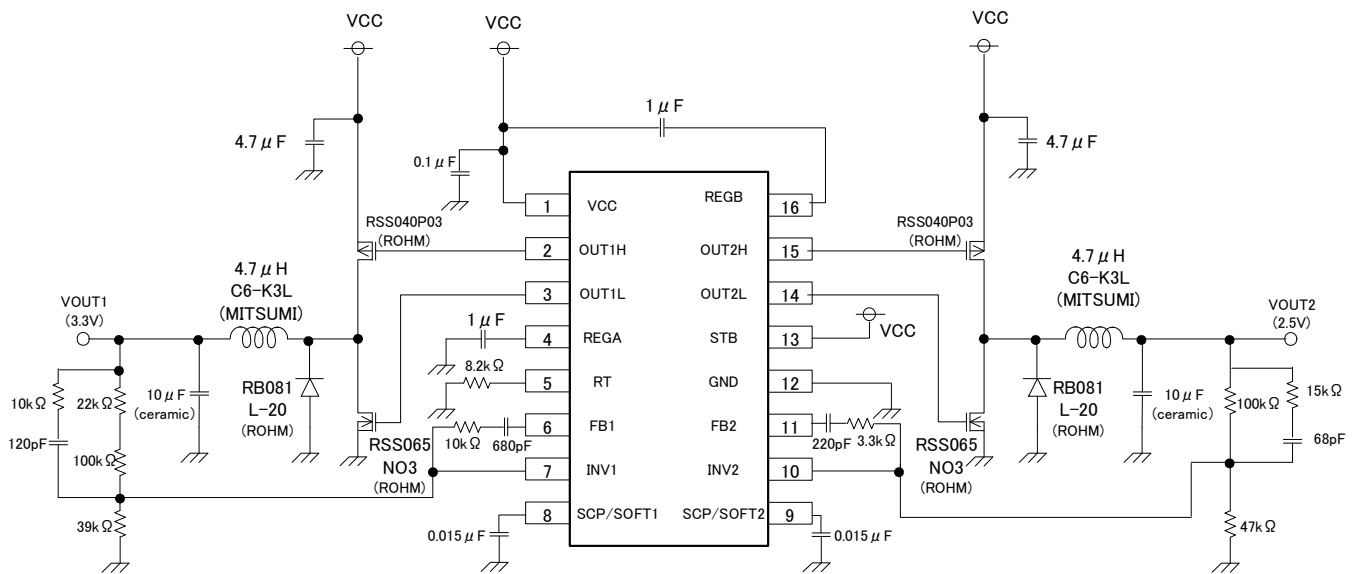 VCC
VCC
VCC
1μF
4.7μF
0.1μF
4.7μF
1
VCC
REGB
16
RSS040P03
(ROHM)
2
OUT1H
OUT2H
15
RSS040P03
(ROHM)
4.7μH
C6-K3L
(MITSUMI)
3
OUT1L
OUT2L
14
4.7μH
C6-K3L
(MITSUMI)
VOUT1
(3.3V)
1μF
4
REGA
STB
13
VCC
VOUT2
(2.5V)
8.2kΩ
5
RT
GND
12
10kΩ
22kΩ
10μF
(ceramic)
RB081
L-20
(ROHM)
RB081
L-20
(ROHM)
10μF
(ceramic)
100kΩ
15kΩ
120pF
100kΩ
RSS065
NO3
(ROHM)
10kΩ
680pF
6
FB1
FB2
11
220pF
3.3kΩ
RSS065
NO3
(ROHM)
68pF
7
INV1
INV2
10
39kΩ
0.015μF
8
SCP/SOFT1
SCP/SOFT2
9
0.015μF
47kΩ